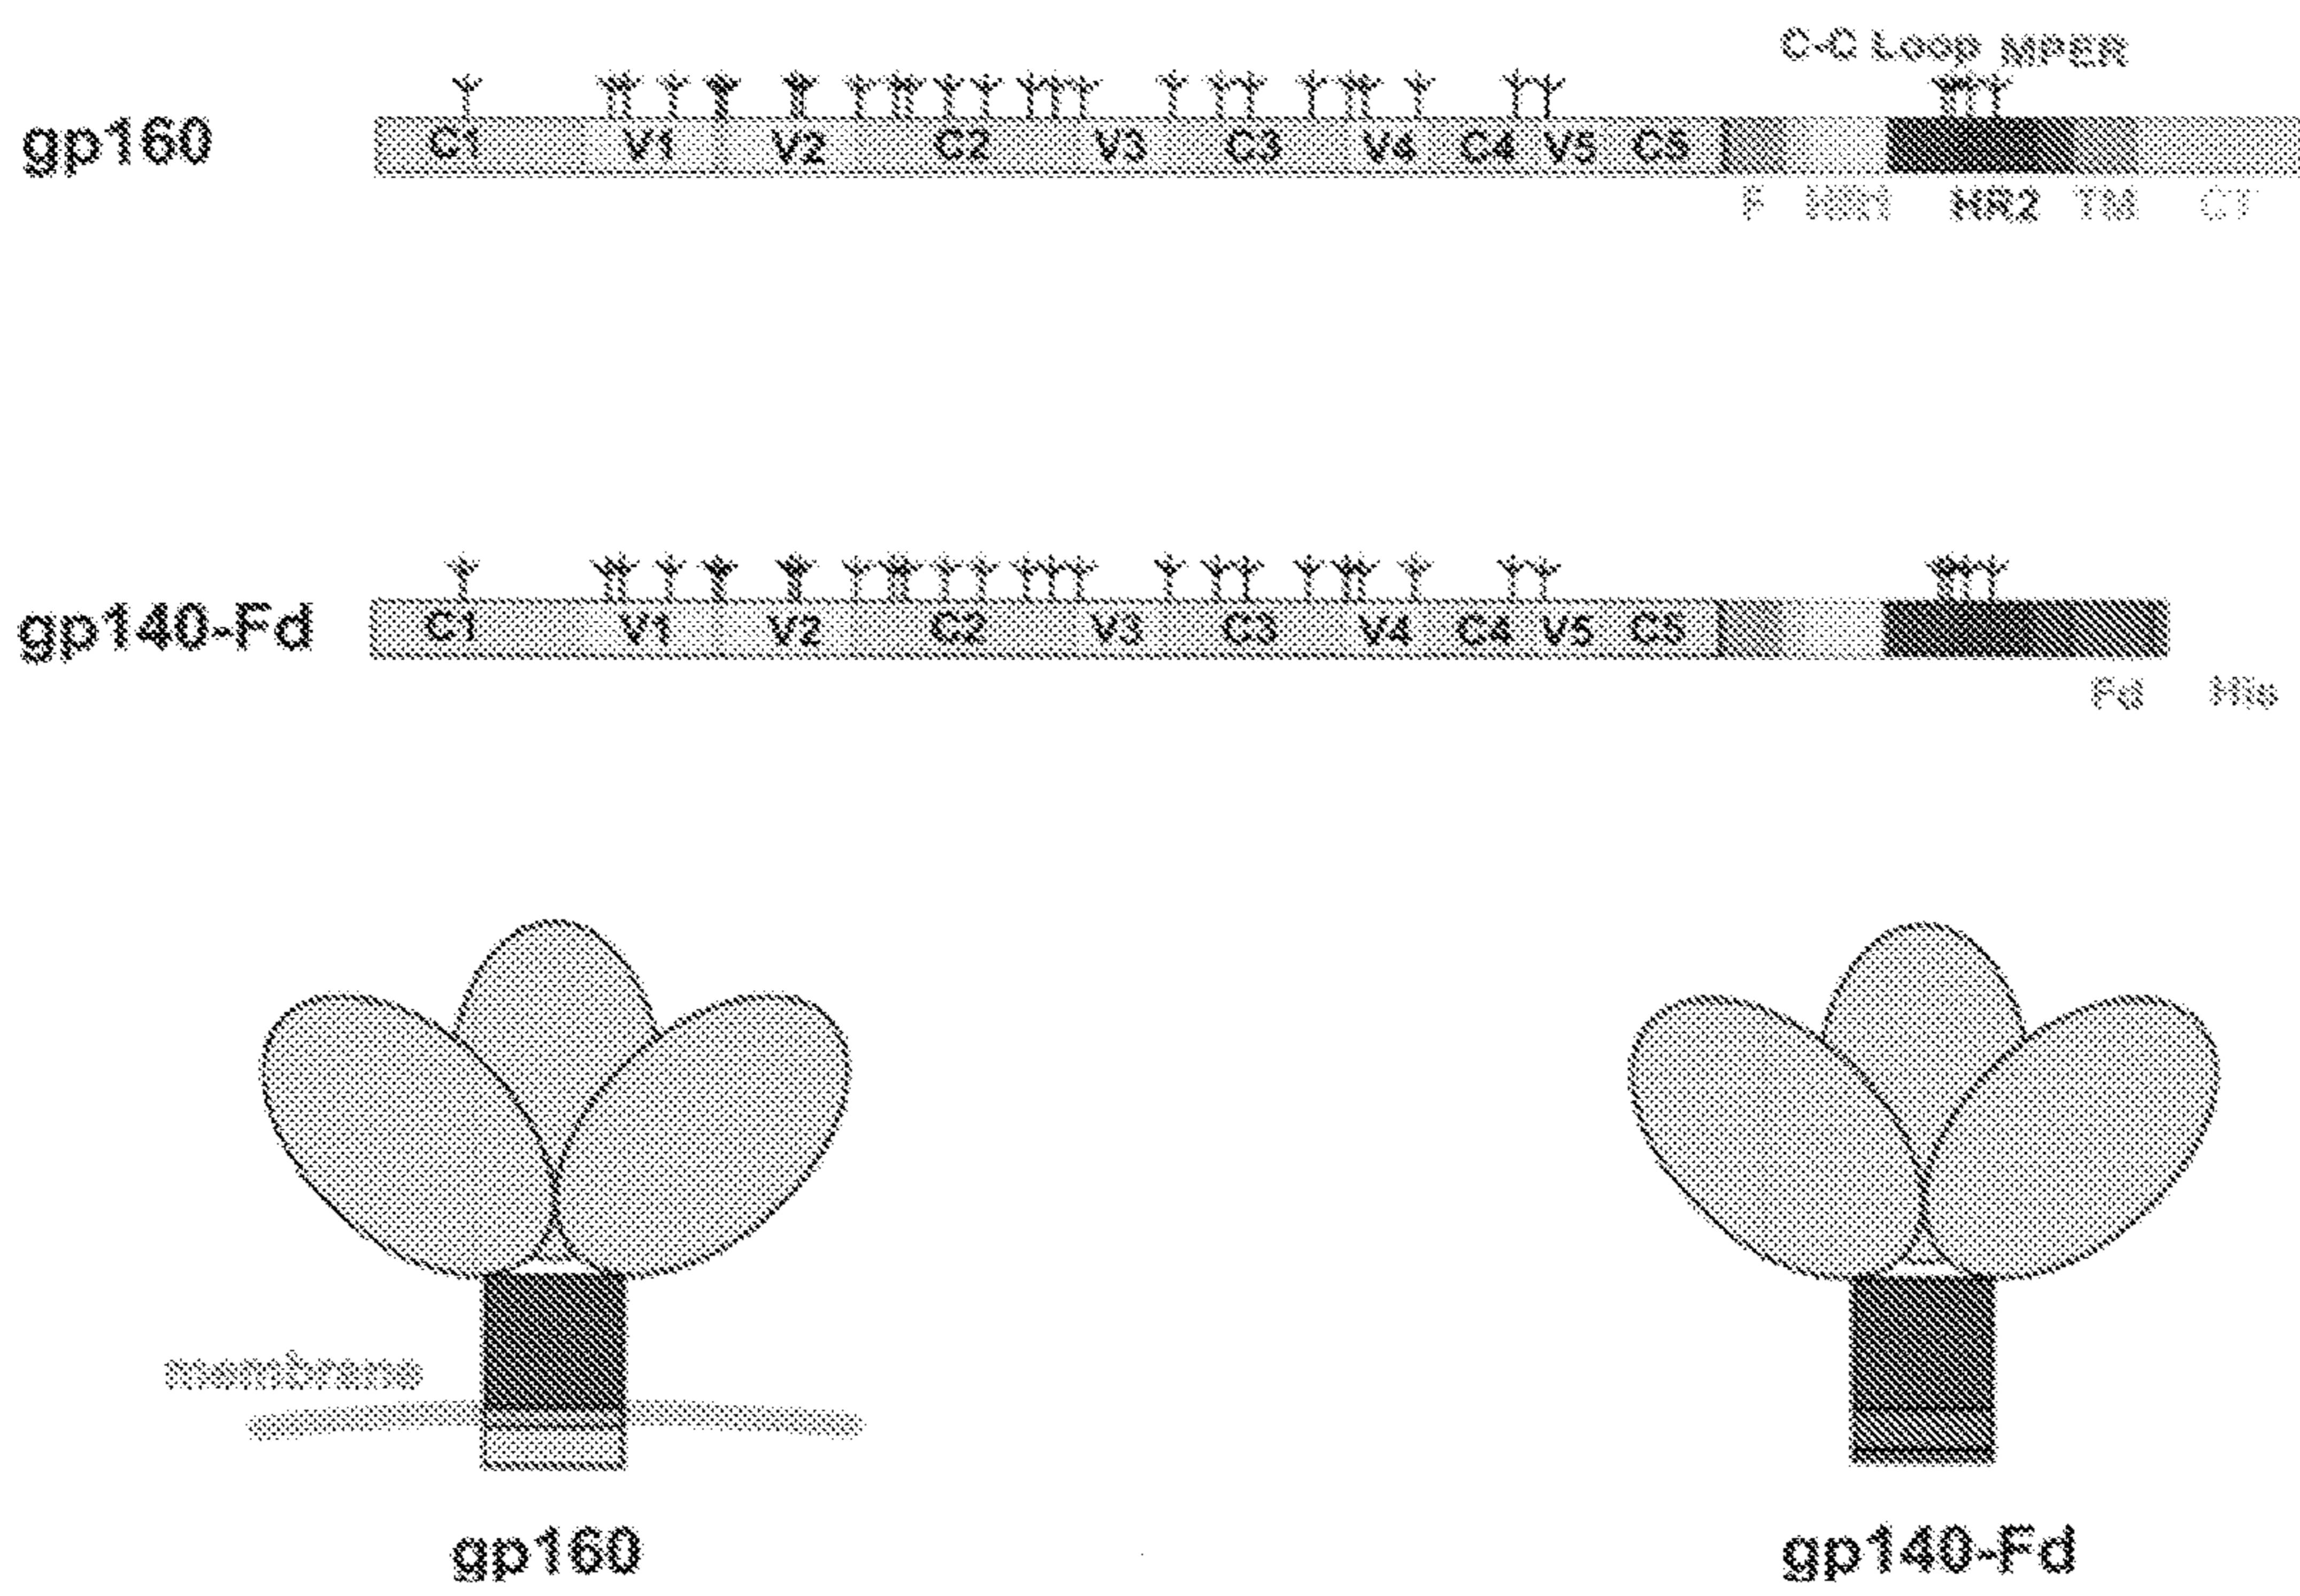 C-C Loop MPER
gp160 C1 V1 V2 C2 V3 C3 V4 C4 V5 C5
F HR1 HR2 TM CT
gp140-Fd C1 V1 V2 C2 V3 C3 V4 C4 V5 C5
Fd His
membrane
gp160 gp140-Fd